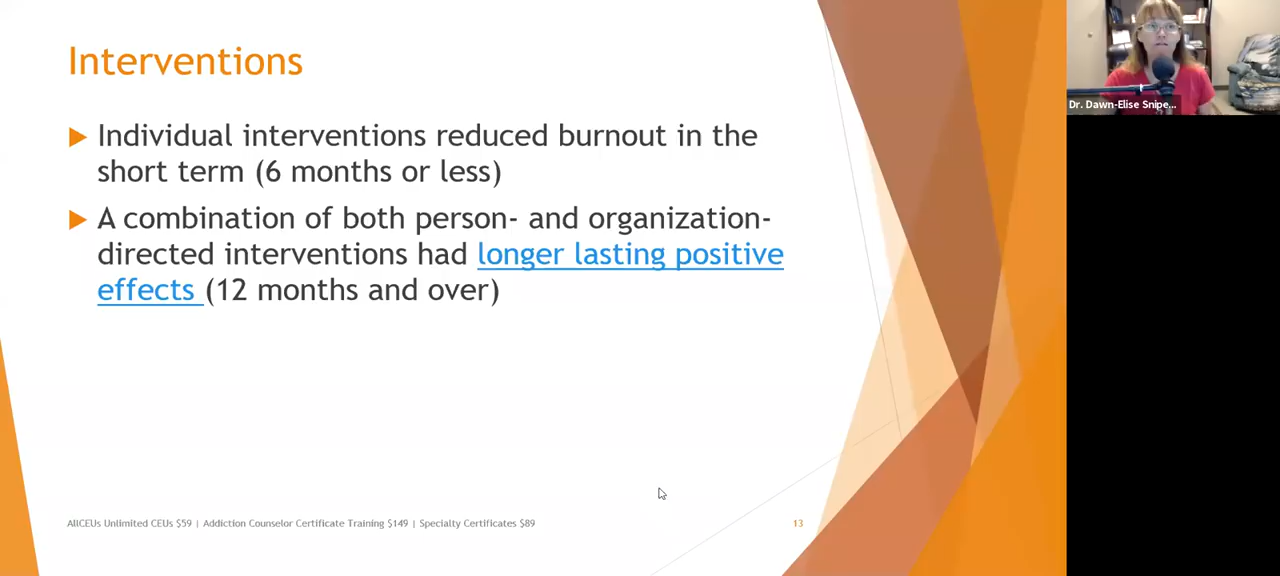 Interventions
Individual interventions reduced burnout in the
short term (6 months or less)
A combination of both person- and organization-
directed interventions had longer lasting positive
effects (12 months and over)
AllCEUs Unlimited CEUs $59 | Addiction Counselor Certificate Training $149 | Specialty Certificates $89
13
Dr. Dawn-Elise Snipe...